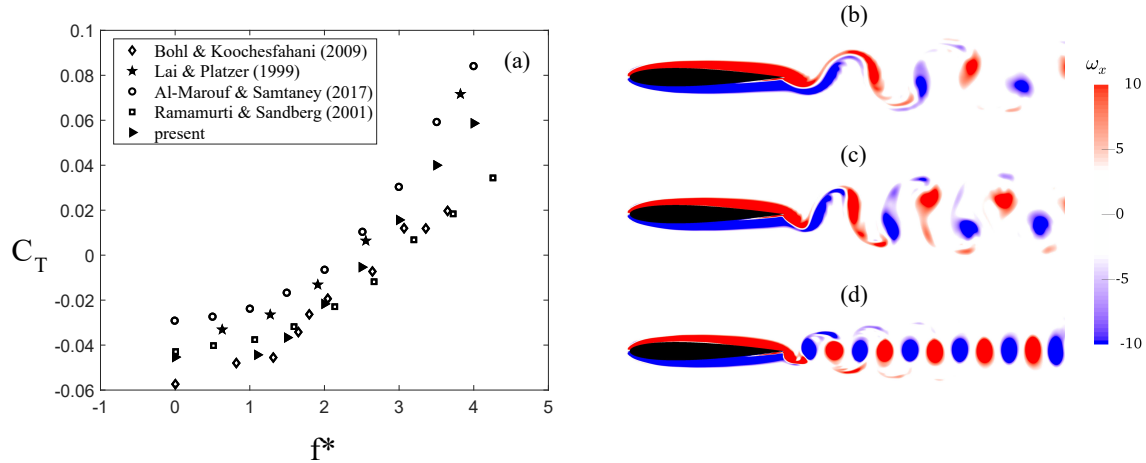 0.1
0.08
0.06
0.04
0.02
0
-0.02
-0.04
-0.06
C_T
-1
0
1
2
3
4
5
f*
Bohl & Koochesfahani (2009)
Lai & Platzer (1999)
Al-Marouf & Samtaney (2017)
Ramamurti & Sandberg (2001)
present
(a)
(b)
(c)
(d)
ω_x
10
5
0
-5
-10